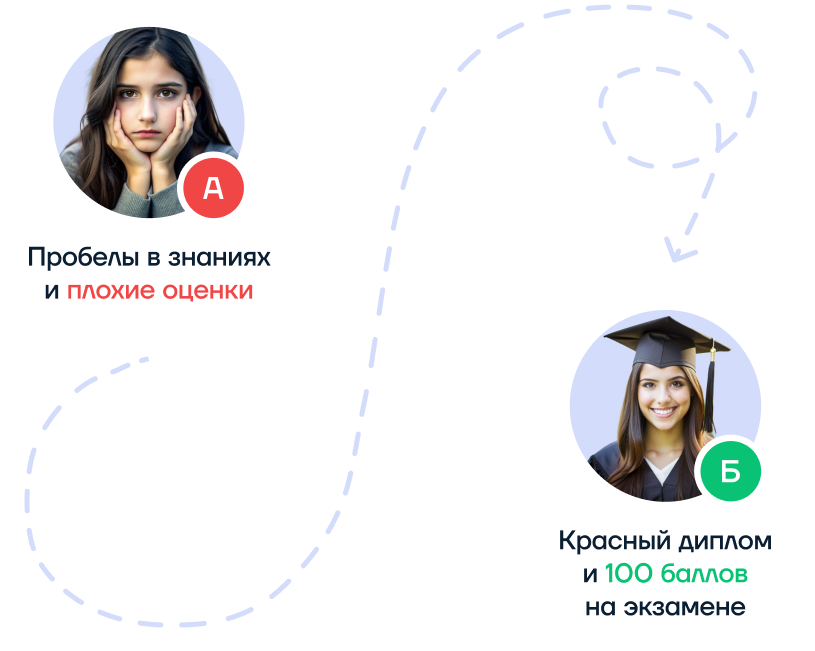 А
Пробелы в знаниях
и плохие оценки
Б
Красный диплом
и 100 баллов
на экзамене